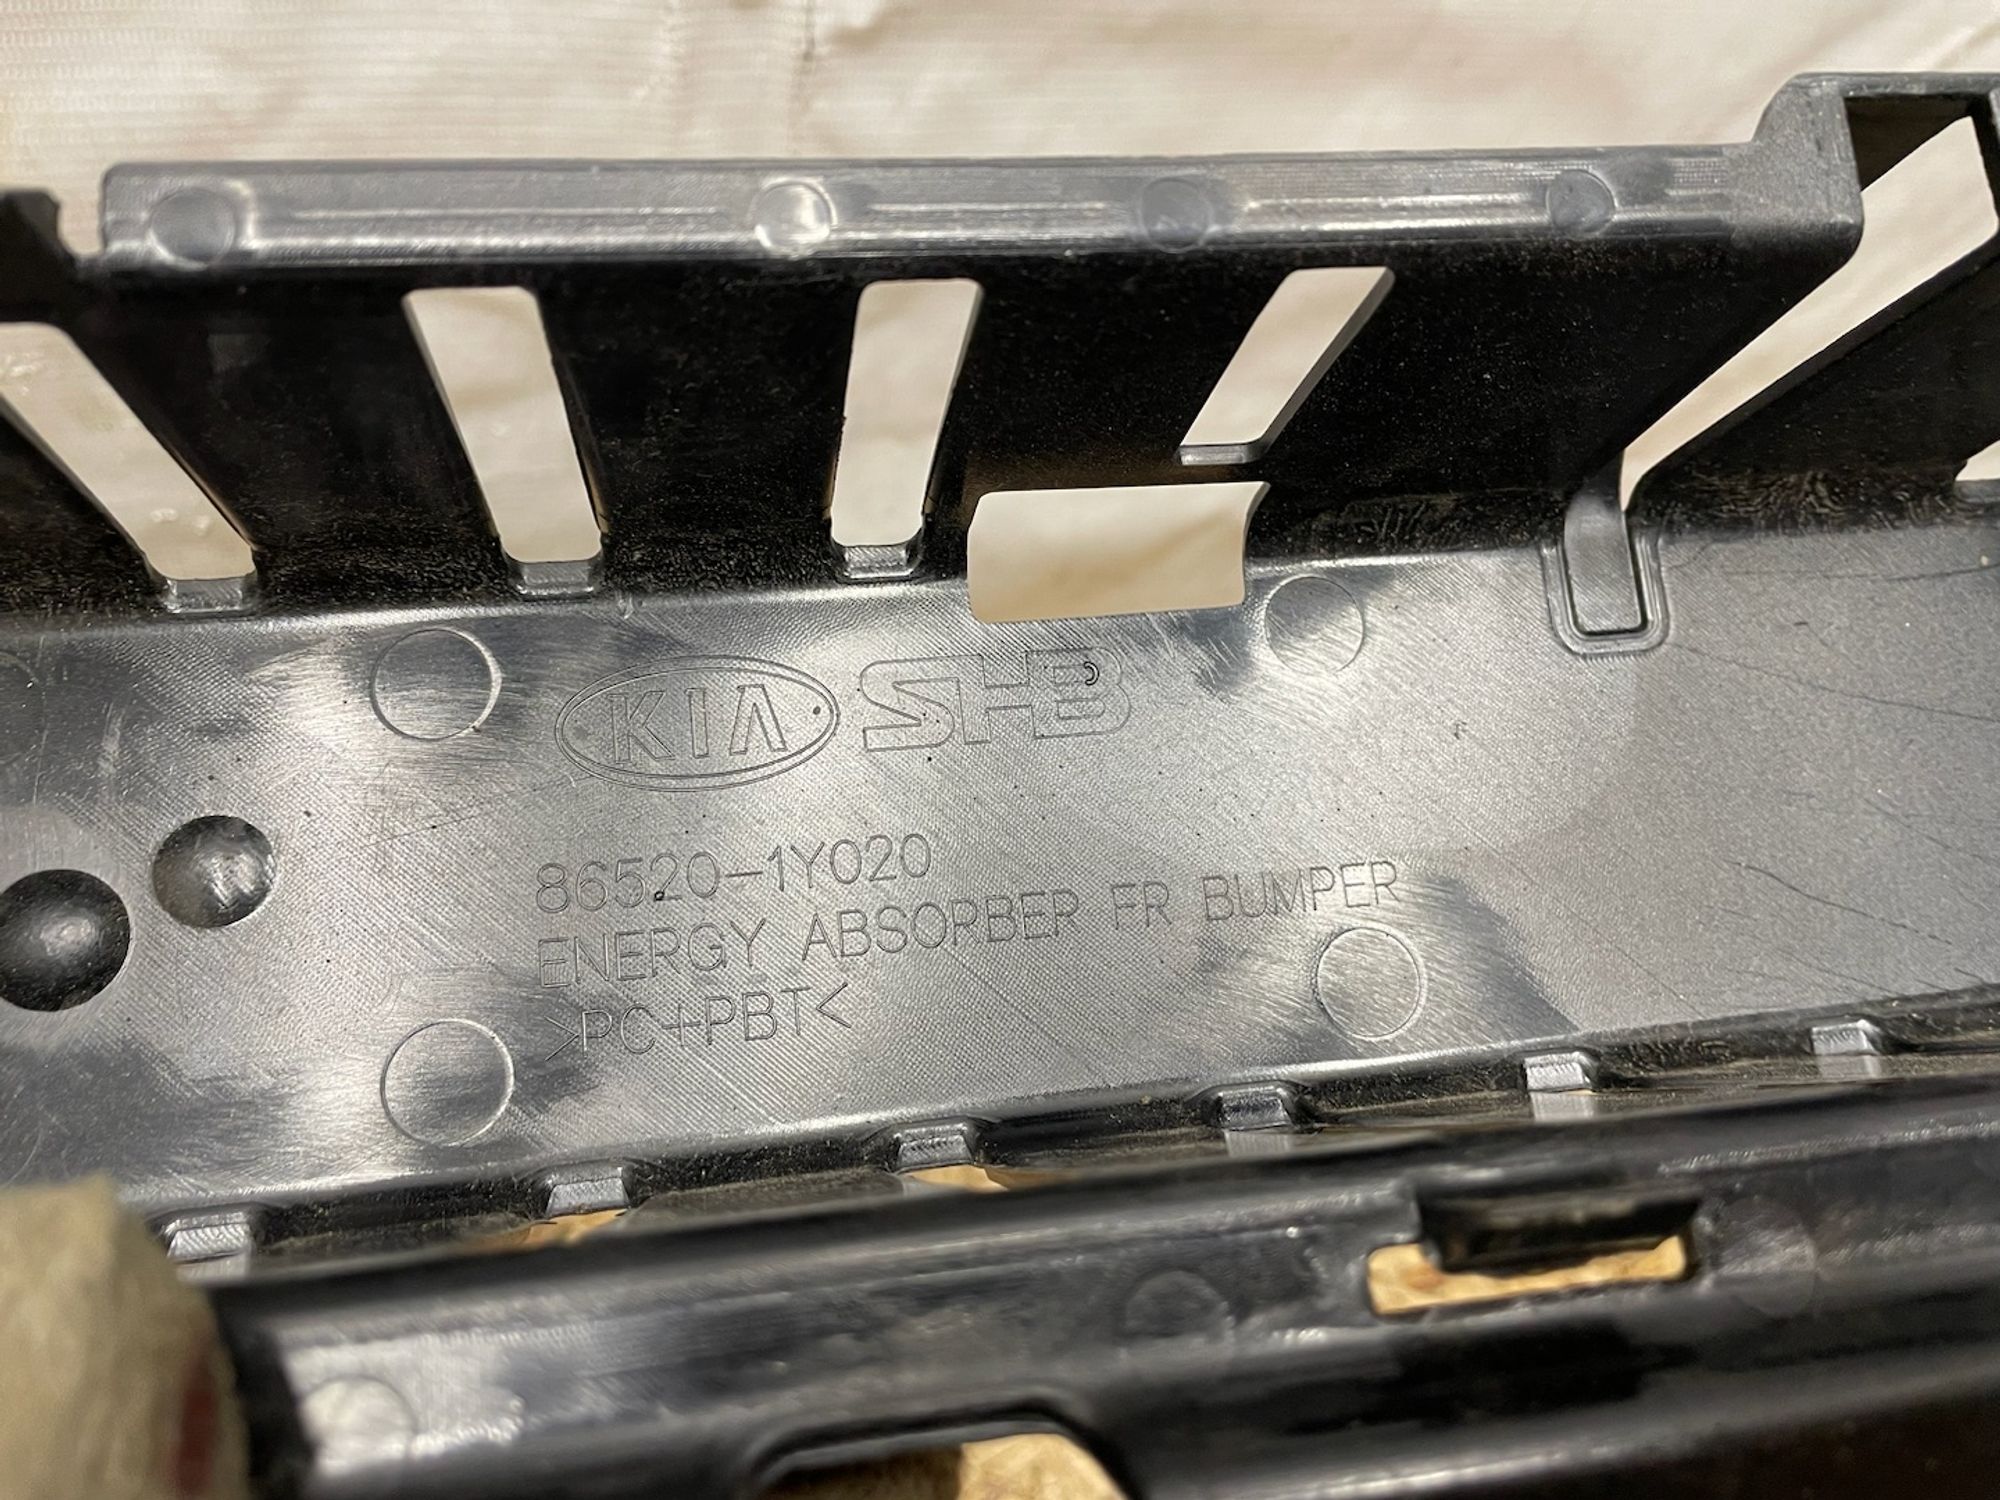 KIA SHB
86520-1Y020
ENERGY ABSORBER FR BUMPER
>PC+PBT<